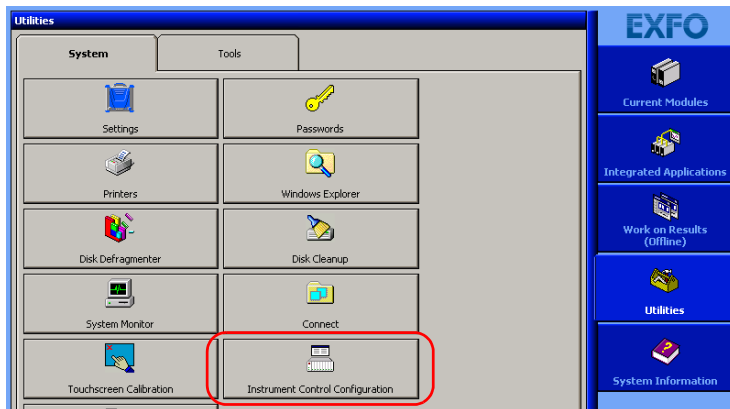 Utilities
EXFO
System
Tools
Settings
Passwords
Printers
Windows Explorer
Disk Defragmenter
Disk Cleanup
System Monitor
Connect
Touchscreen Calibration
Instrument Control Configuration
Current Modules
Integrated Applications
Work on Results
(Offline)
Utilities
System Information